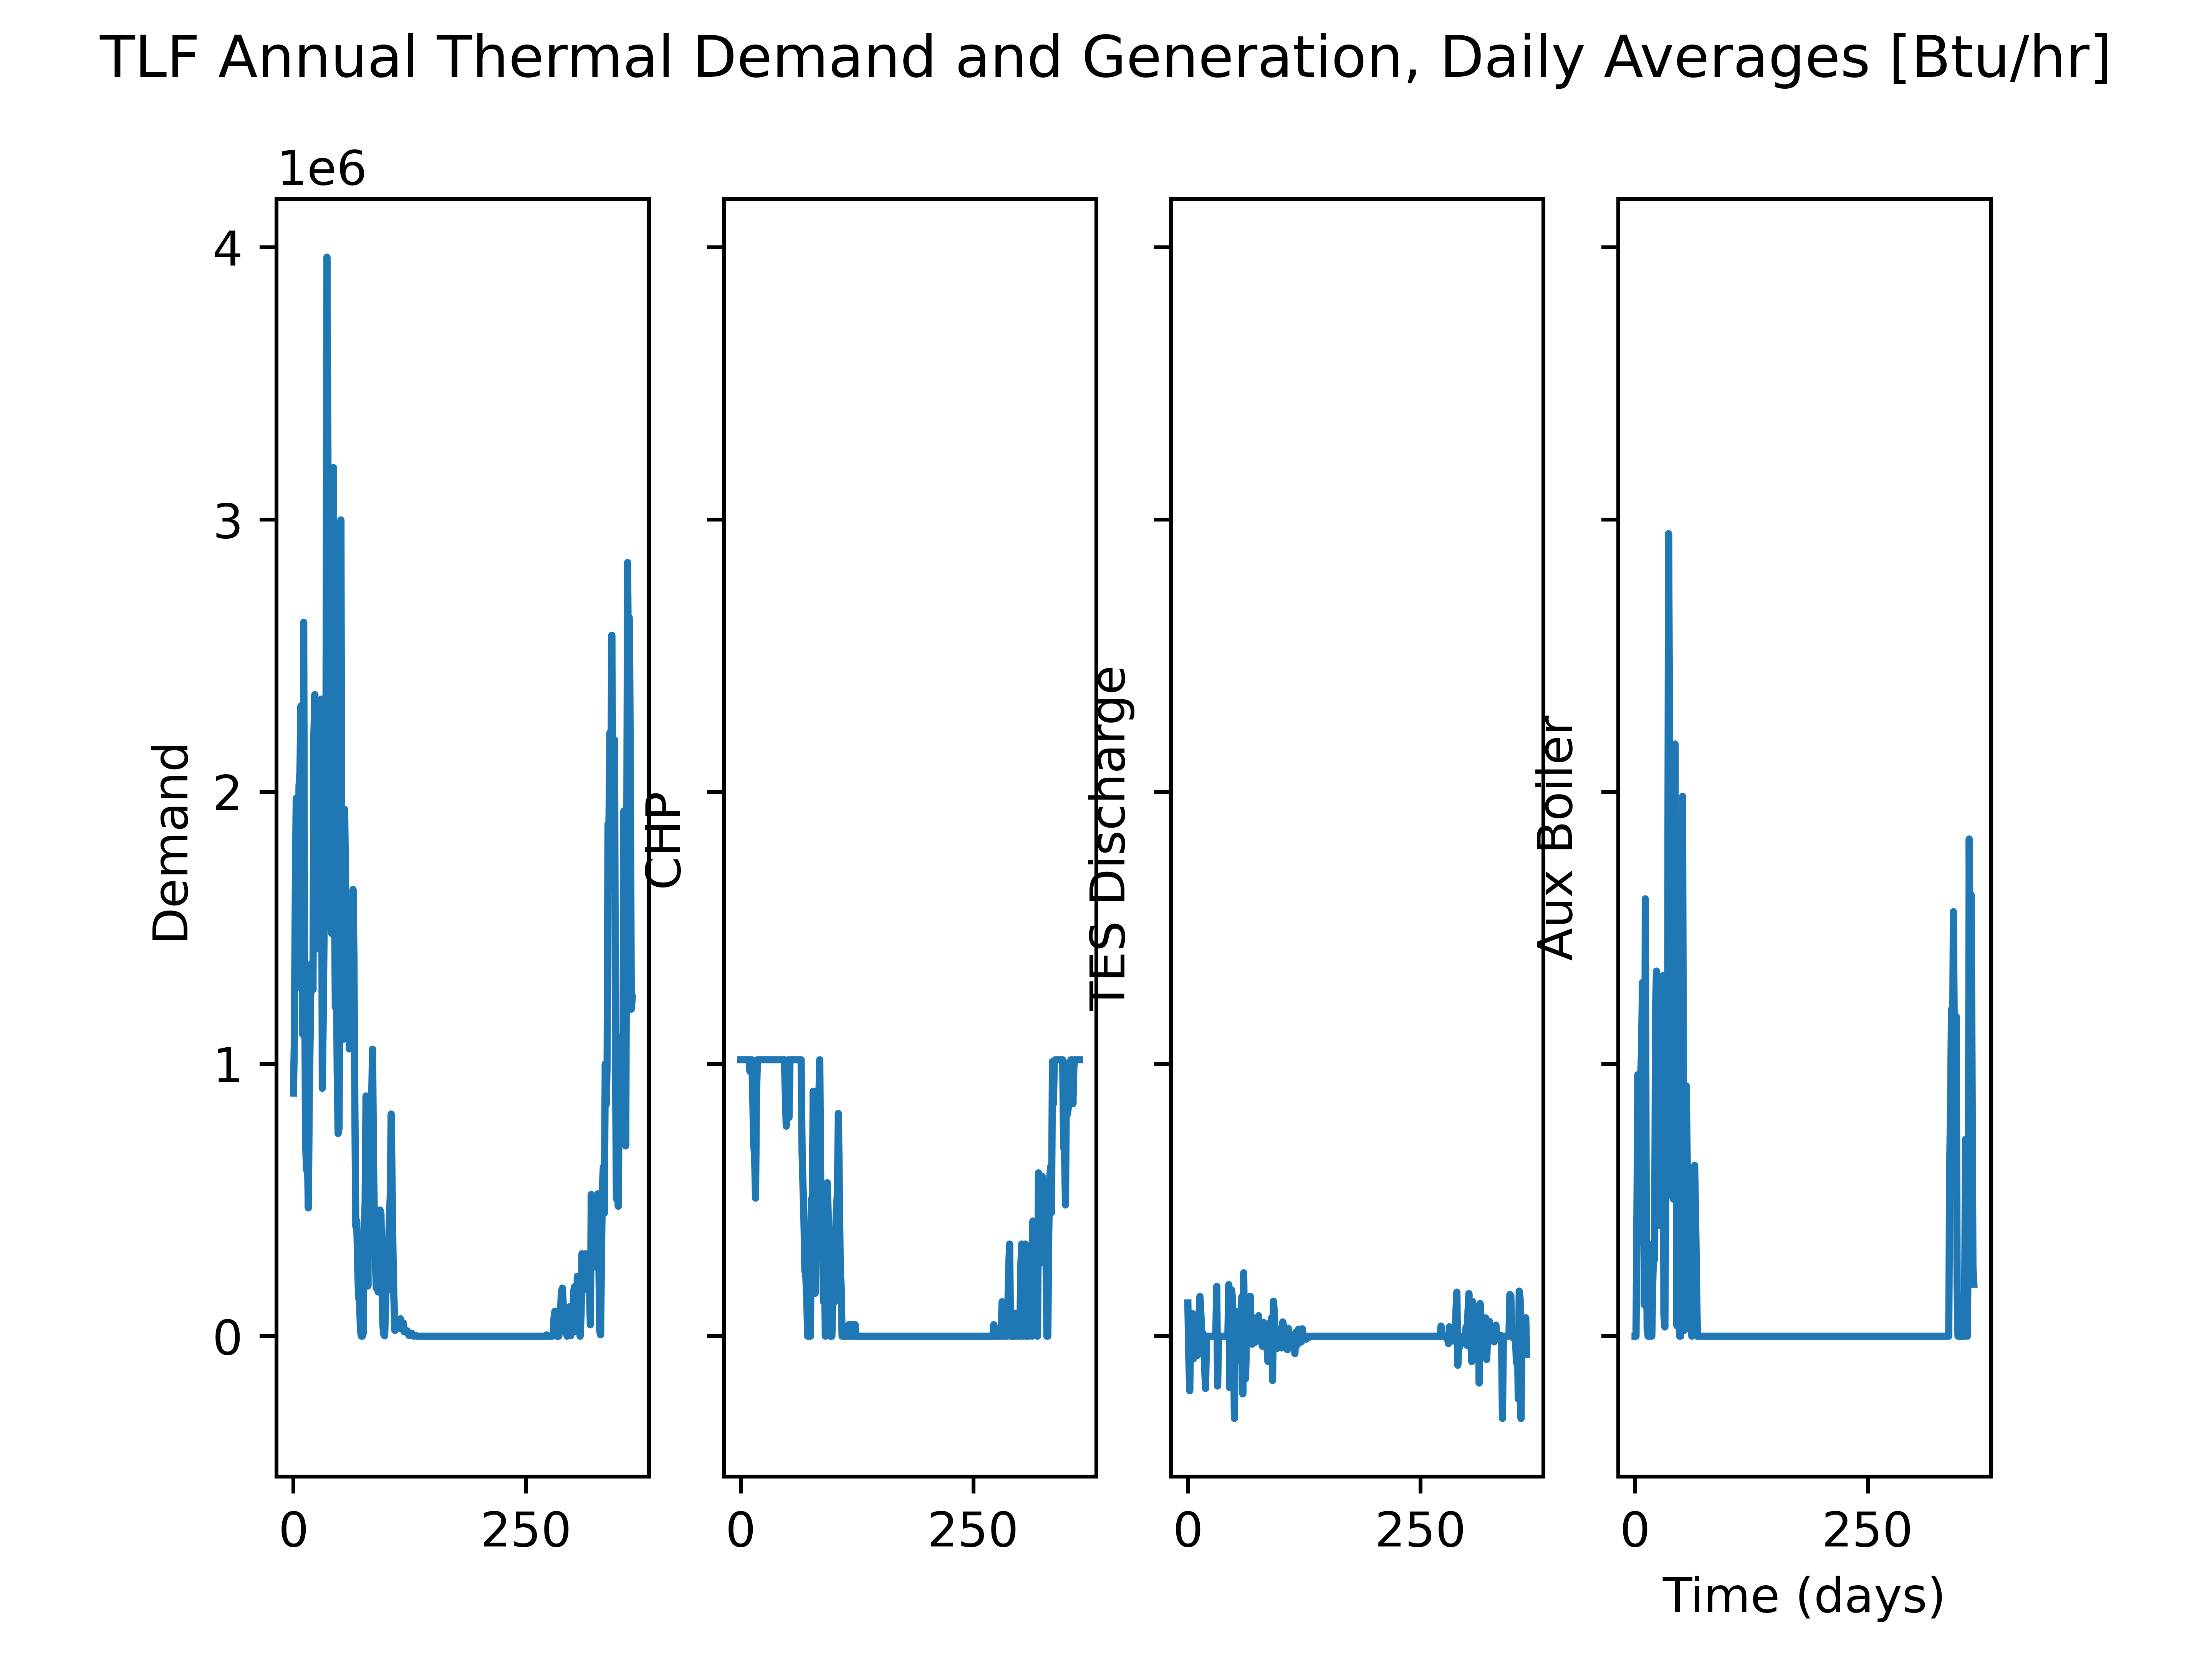 TLF Annual Thermal Demand and Generation, Daily Averages [Btu/hr]
1e6
4
3
2
1
0
Demand
CHP
TES Discharge
Aux Boiler
0 250 0 250 0 250 0 250
Time (days)